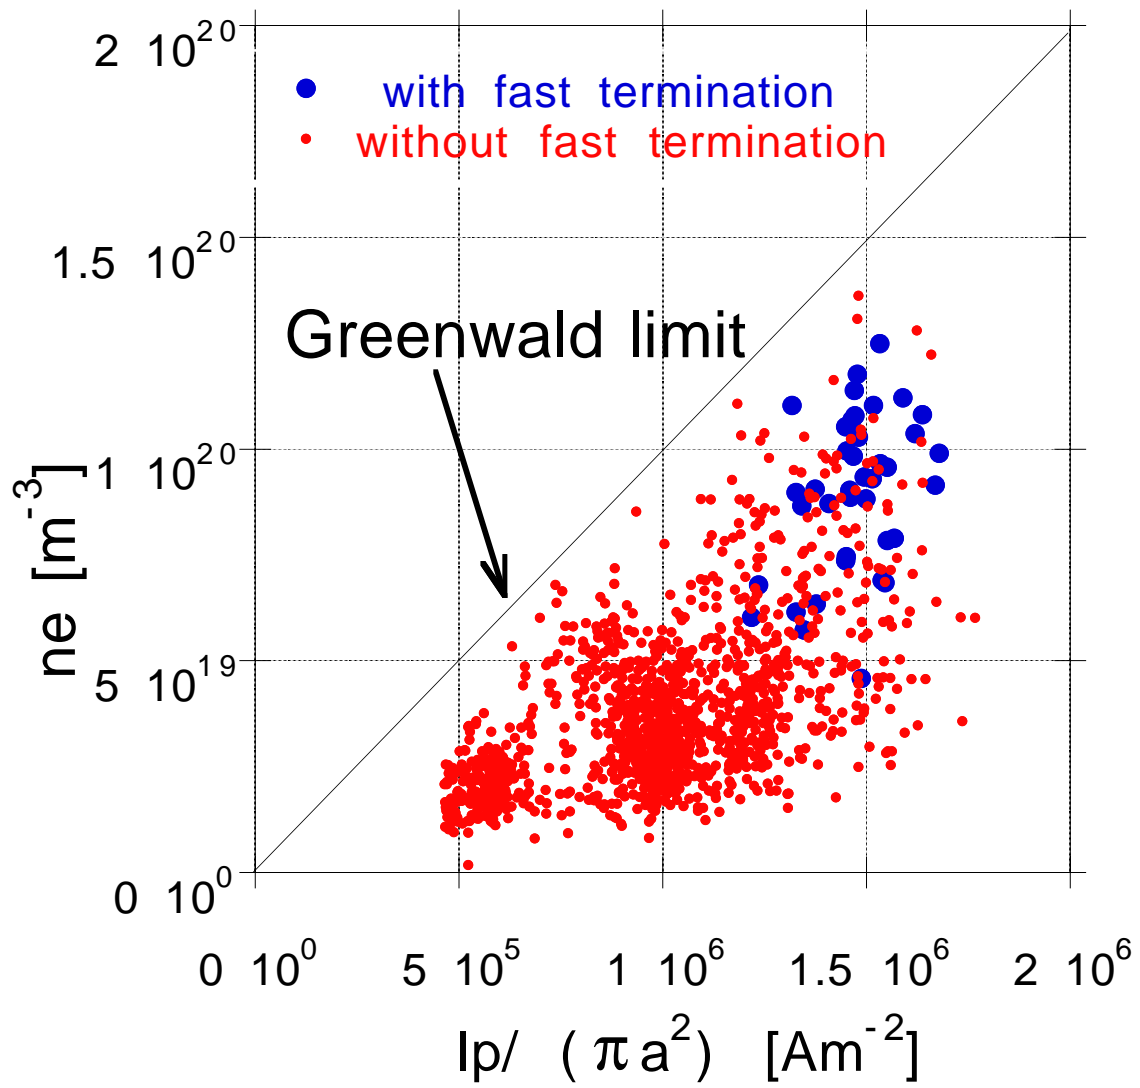 2 10^20
with fast termination
without fast termination
1.5 10^20
Greenwald limit
1 10^20
ne [m^-3]
5 10^19
0 10^0
0 10^0 5 10^5 1 10^6 1.5 10^6 2 10^6
Ip/ (πa^2) [Am^-2]